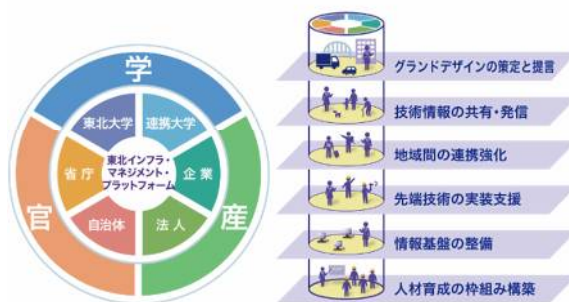 学
官
産
東北大学
連携大学
省庁
企業
自治体
法人
東北インフラ・
マネジメント・
プラットフォーム
グランドデザインの策定と提言
技術情報の共有・発信
地域間の連携強化
先端技術の実装支援
情報基盤の整備
人材育成の枠組み構築